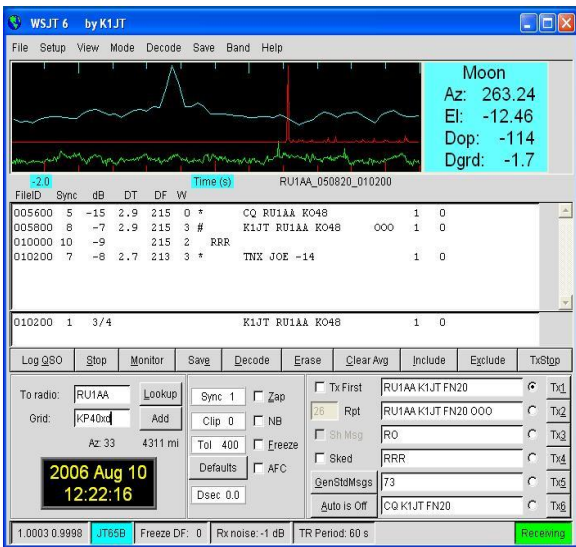 WSJT 6 by K1JT
File Setup View Mode Decode Save Band Help
Moon
Az: 263.24
El: -12.46
Dop: -114
Dgrd: -1.7
-2.0 Time (s) RU1AA_050820_010200
FileID Sync dB DT DF W
005600 5 -15 2.9 215 0 * CQ RU1AA KO48 1 0
005800 8 -7 2.9 215 3 # K1JT RU1AA KO48 OOO 1 0
010000 10 -9 215 2 RRR
010200 7 -8 2.7 213 3 * TNX JOE -14 1 0
010200 1 3/4 K1JT RU1AA KO48 1 0
Log QSO Stop Monitor Save Decode Erase Clear Avg Include Exclude TxStop
To radio: RU1AA Lookup
Grid: KP40xd Add
Az: 33 4311 mi
2006 Aug 10
12:22:16
Sync 1 Zap
Clip 0 NB
Tol 400 Freeze
Defaults AFC
Dsec 0.0
Tx First RU1AA K1JT FN20 Tx1
26 Rpt RU1AA K1JT FN20 OOO Tx2
Sh Msg RO Tx3
Sked RRR Tx4
GenStdMsgs 73 Tx5
Auto is Off CQ K1JT FN20 Tx6
1.0003 0.9998 JT65B Freeze DF: 0 Rx noise: -1 dB TR Period: 60 s Receiving